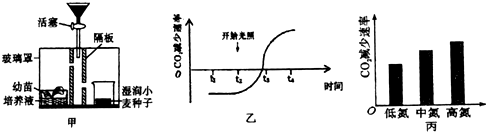 活塞
隔板
玻璃罩
幼苗
培养液
湿润小
麦种子
甲
CO₂减少速率
开始光照
t₁ t₂ t₃ t₄
时间
乙
CO₂减少速率
低氮 中氮 高氮
丙